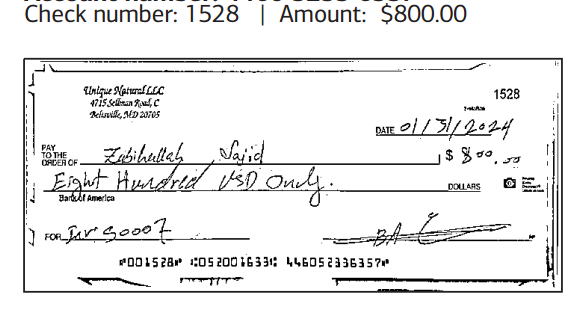 Check number: 1528 | Amount: $800.00
Unique Natural LLC
4715 Sellman Road, C
Beltsville, MD 20705
1528
DATE 01/31/2024
PAY
TO THE
ORDER OF Zabihullah Sajid $ 800.00
Eight Hundred USD Only. DOLLARS
Bank of America
FOR Inv S0007
⑈001528⑈ ⑆052001633⑆ 446052336357⑈